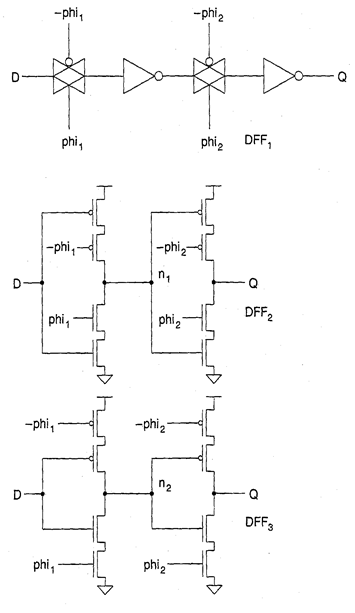 -phi₁ -phi₂
D Q
phi₁ phi₂ DFF₁
-phi₁ -phi₂
D n₁ Q
phi₁ phi₂ DFF₂
-phi₁ -phi₂
D n₂ Q
DFF₃
phi₁ phi₂